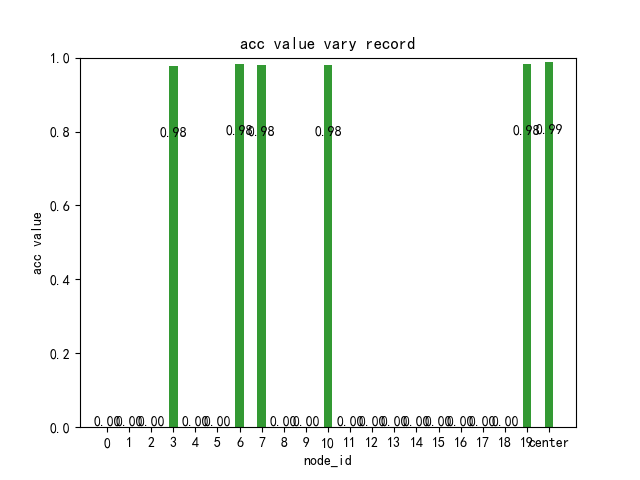 acc value vary record
1.0
0.8
0.6
0.4
0.2
0.0
acc value
0.98 0.98 0.98 0.98 0.98 0.99
0.00 0.00 0.00 0.00 0.00 0.00 0.00 0.00 0.00 0.00 0.00 0.00 0.00 0.00 0.00
0 1 2 3 4 5 6 7 8 9 10 11 12 13 14 15 16 17 18 19 center
node_id